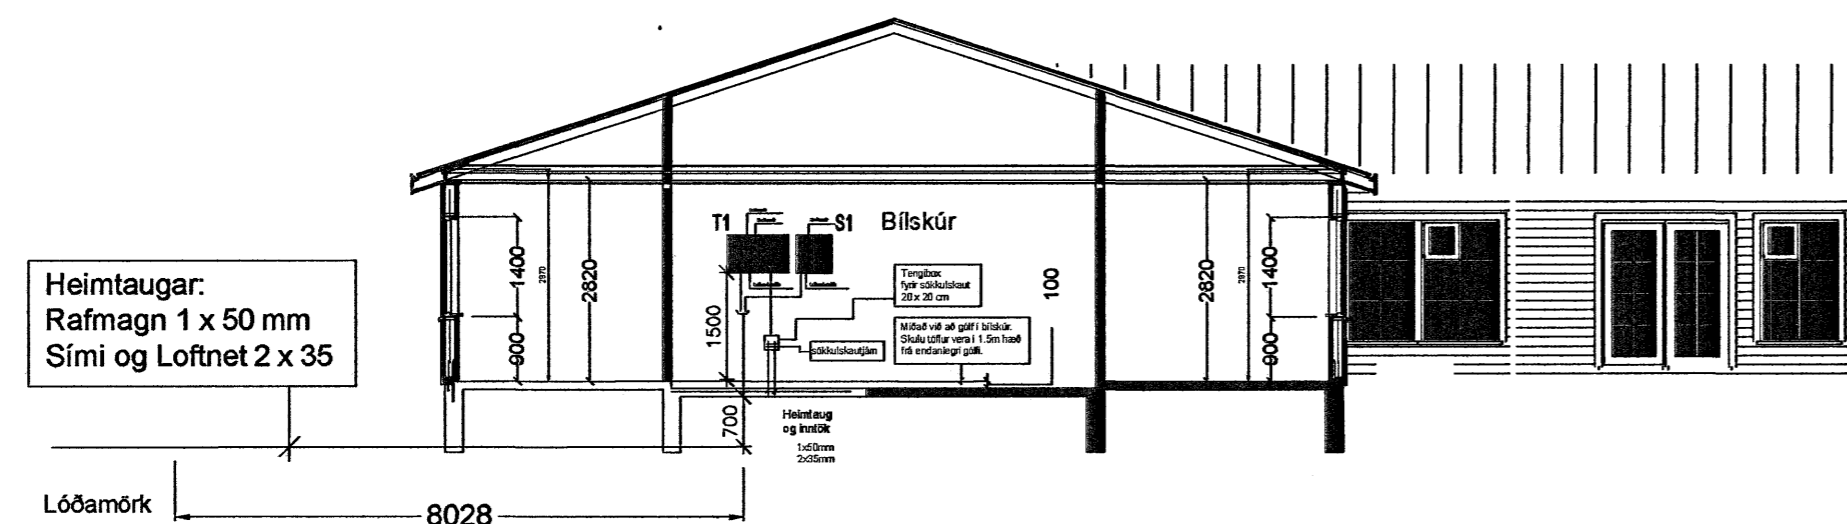 T1
S1
Bílskúr
Heimtaugar:
Rafmagn 1 x 50 mm
Sími og Loftnet 2 x 35
1400
2970
2820
900
1500
Tengibox
fyrir sökkulskaut
20 x 20 cm
Miðað við að gólf í bílskúr.
Skulu töflur vera í 1.5m hæð
frá endanlegri gólfi.
sökkulskautjárn
100
2820
2970
1400
900
700
Heimtaug
og inntök
1x50mm
2x35mm
Lóðamörk
8028